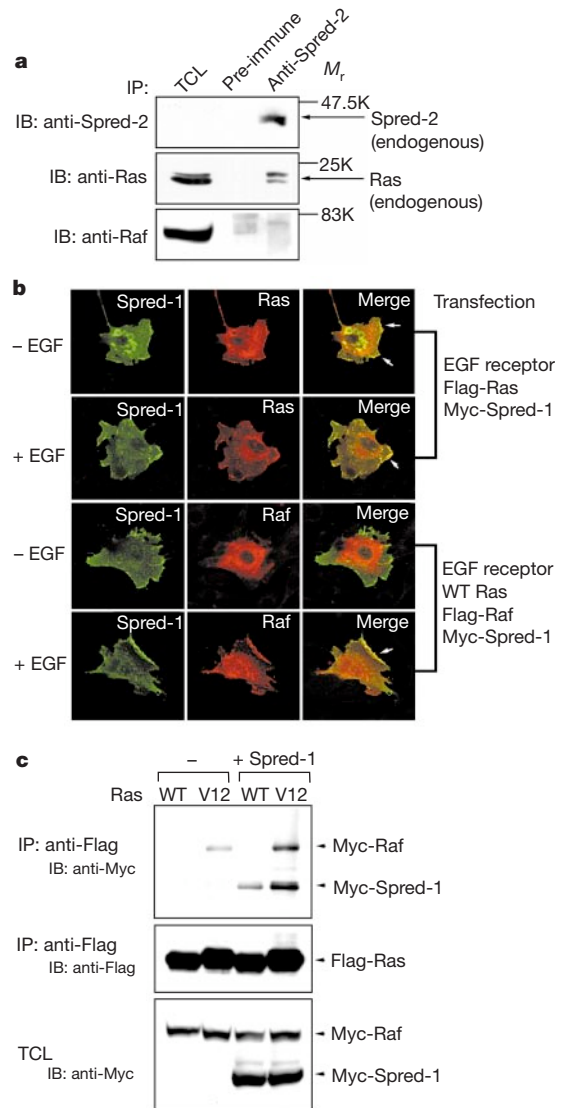 a
IP: TCL Pre-immune Anti-Spred-2 Mr
47.5K
IB: anti-Spred-2 Spred-2
(endogenous)
25K
IB: anti-Ras Ras
(endogenous)
83K
IB: anti-Raf
b
Spred-1 Ras Merge Transfection
– EGF
EGF receptor
Flag-Ras
Myc-Spred-1
Spred-1 Ras Merge
+ EGF
Spred-1 Raf Merge
– EGF
EGF receptor
WT Ras
Flag-Raf
Myc-Spred-1
Spred-1 Raf Merge
+ EGF
c
– + Spred-1
Ras WT V12 WT V12
IP: anti-Flag Myc-Raf
IB: anti-Myc
Myc-Spred-1
IP: anti-Flag
IB: anti-Flag Flag-Ras
Myc-Raf
TCL
IB: anti-Myc Myc-Spred-1